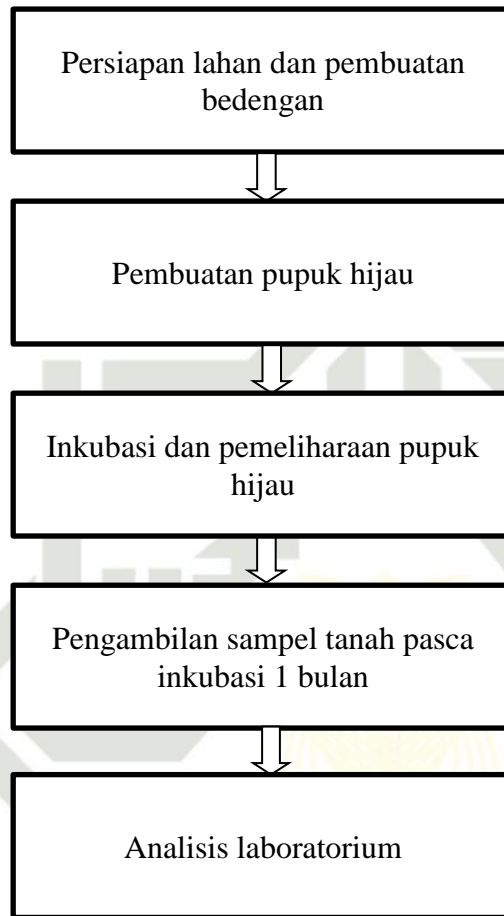 Persiapan lahan dan pembuatan
bedengan
Pembuatan pupuk hijau
Inkubasi dan pemeliharaan pupuk
hijau
Pengambilan sampel tanah pasca
inkubasi 1 bulan
Analisis laboratorium